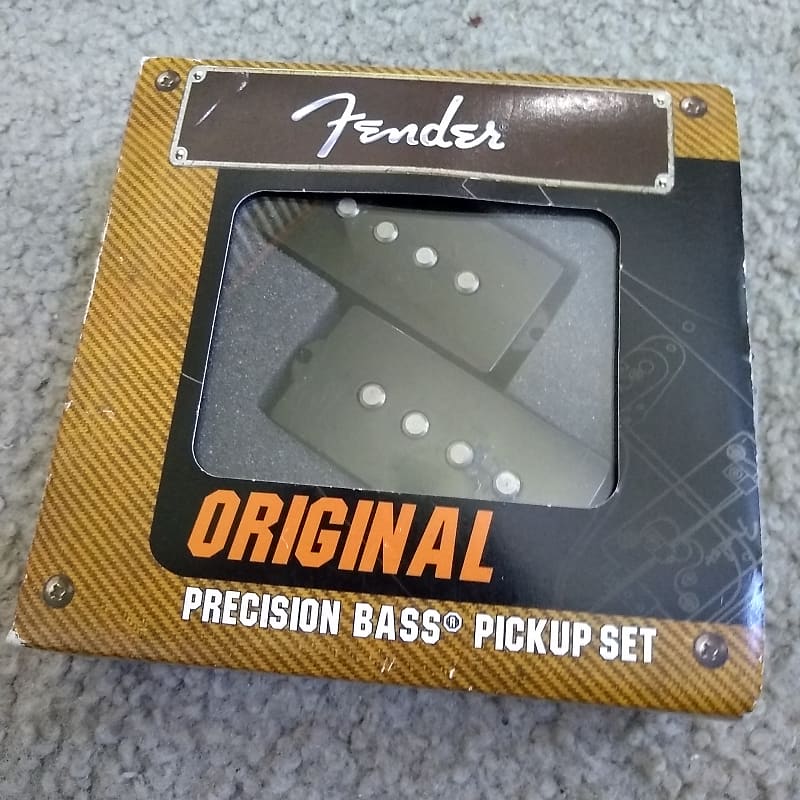 Fender
ORIGINAL
PRECISION BASS® PICKUP SET